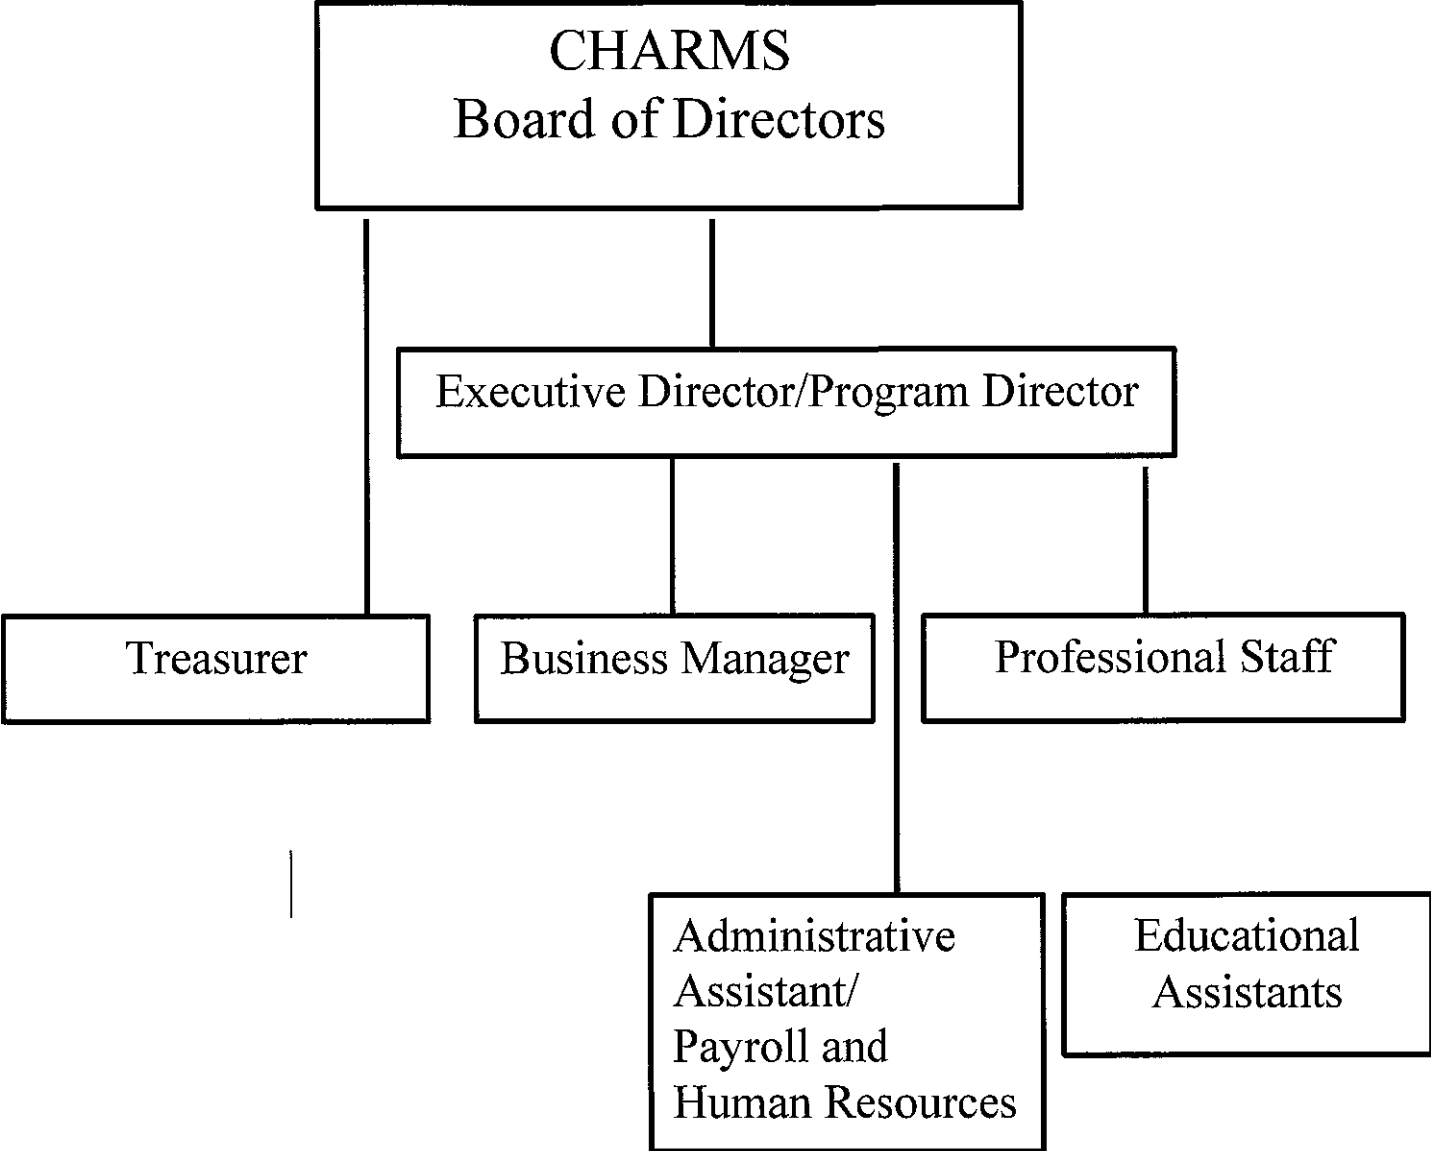 CHARMS
Board of Directors
Executive Director/Program Director
Treasurer
Business Manager
Professional Staff
Administrative
Assistant/
Payroll and
Human Resources
Educational
Assistants